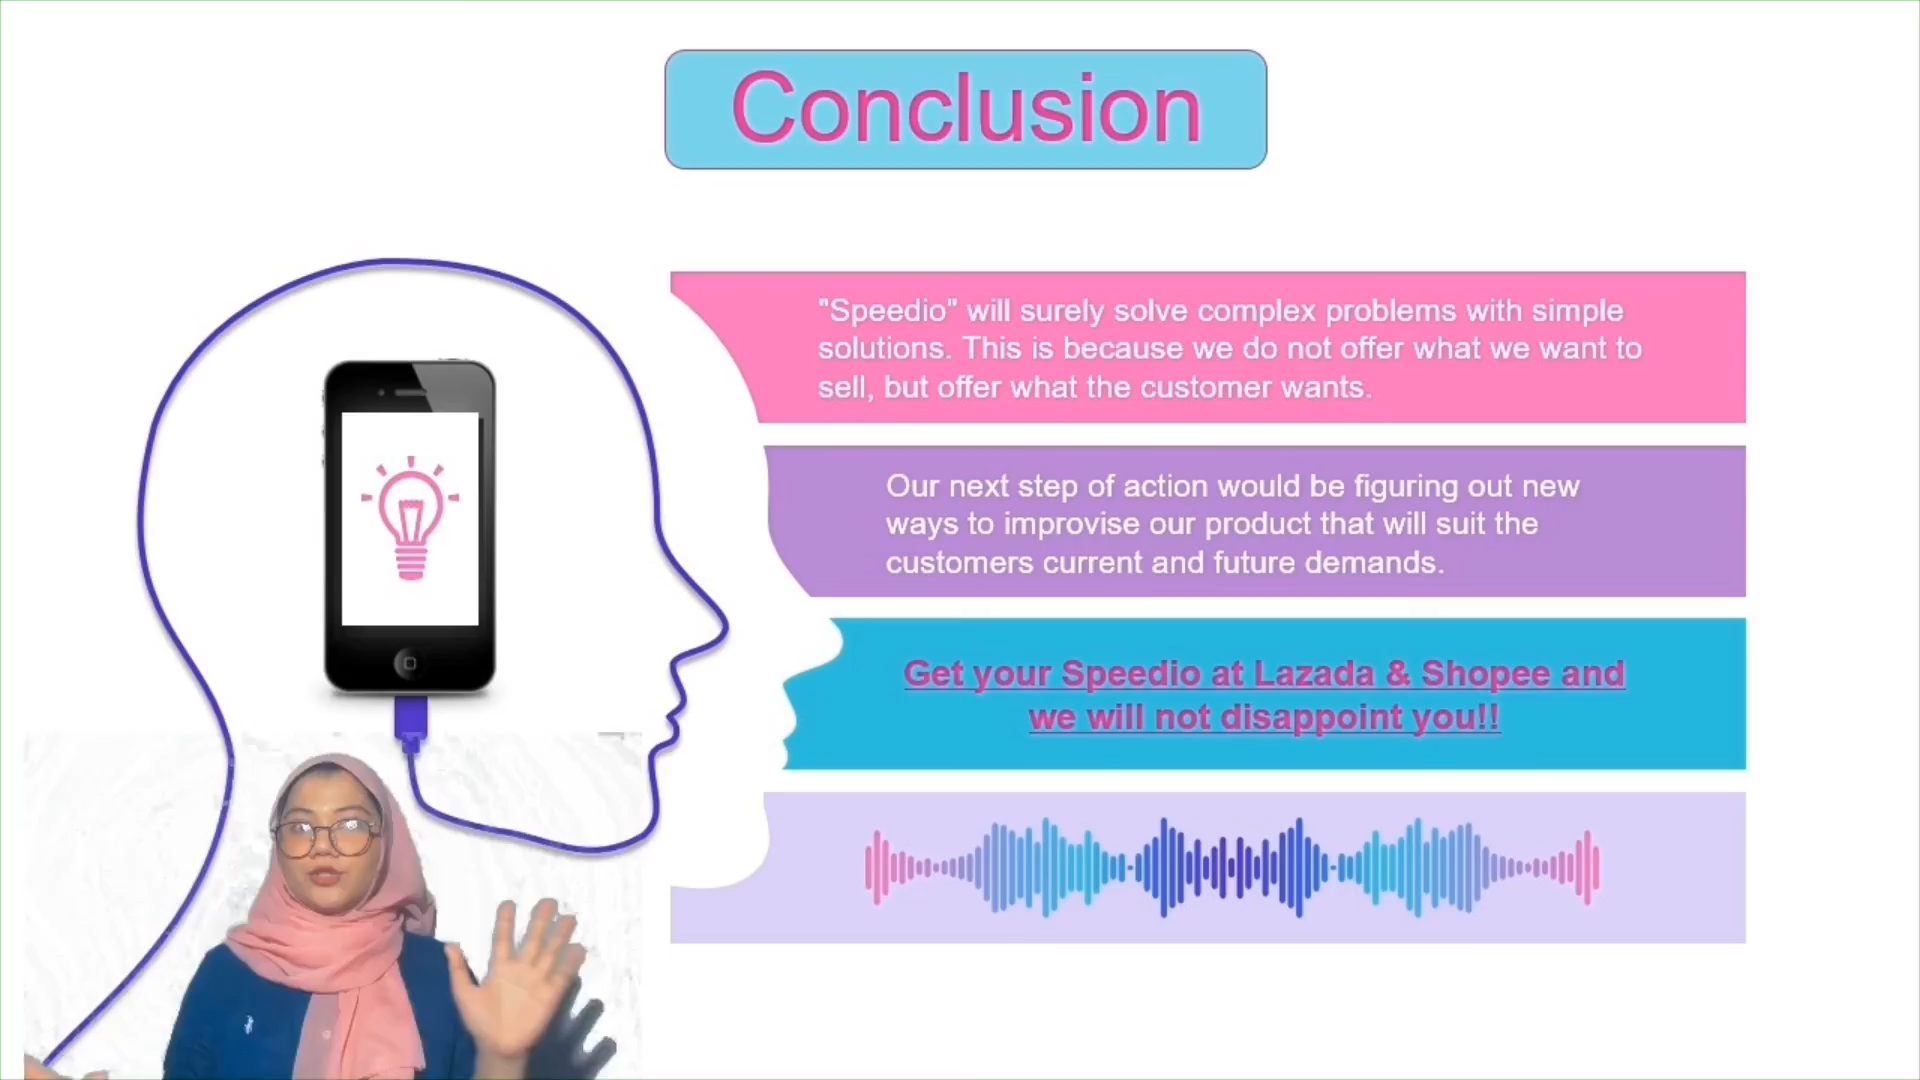 Conclusion
"Speedio" will surely solve complex problems with simple
solutions. This is because we do not offer what we want to
sell, but offer what the customer wants.
Our next step of action would be figuring out new
ways to improvise our product that will suit the
customers current and future demands.
Get your Speedio at Lazada & Shopee and
we will not disappoint you!!